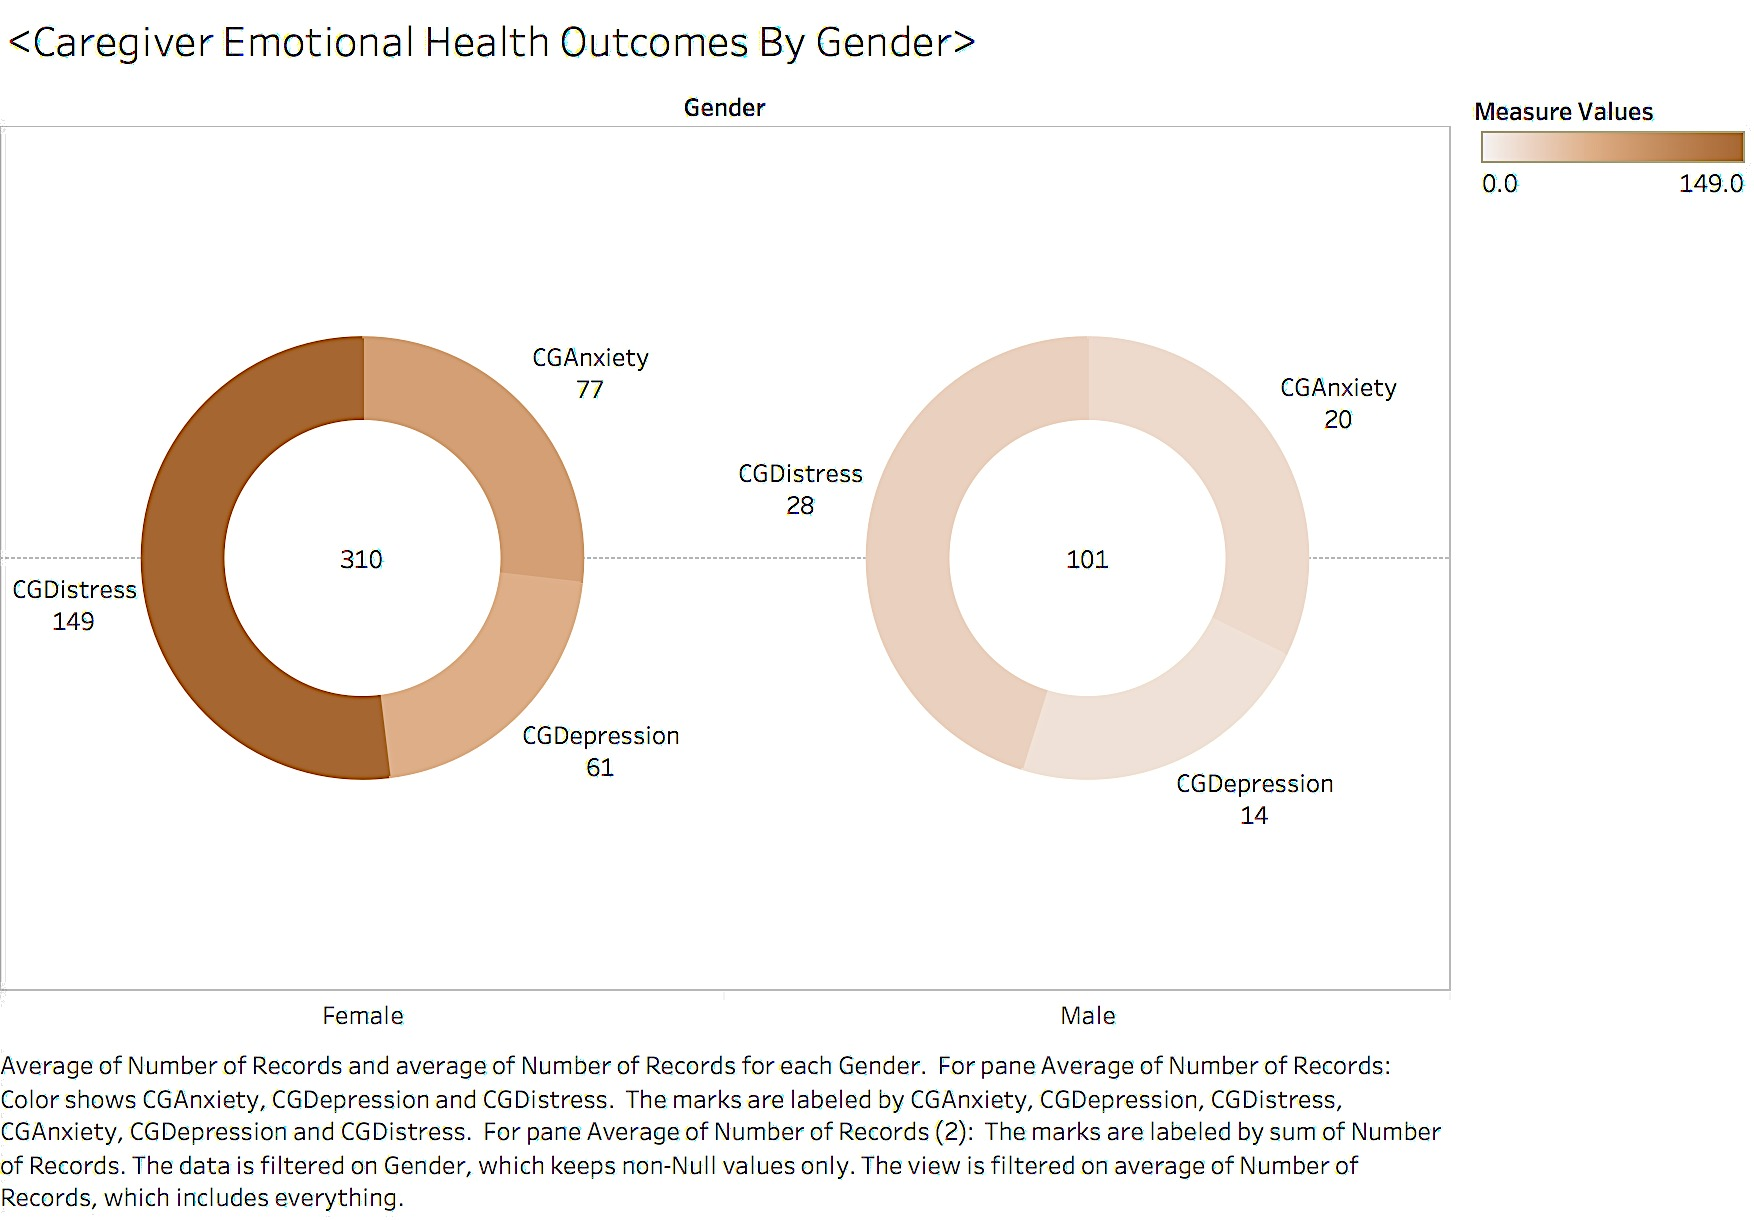 <Caregiver Emotional Health Outcomes By Gender>
Gender
Measure Values
0.0
149.0
CGAnxiety
77
CGDistress
149
310
CGDepression
61
CGAnxiety
20
CGDistress
28
101
CGDepression
14
Female
Male
Average of Number of Records and average of Number of Records for each Gender.  For pane Average of Number of Records:
Color shows CGAnxiety, CGDepression and CGDistress.  The marks are labeled by CGAnxiety, CGDepression, CGDistress,
CGAnxiety, CGDepression and CGDistress.  For pane Average of Number of Records (2):  The marks are labeled by sum of Number
of Records. The data is filtered on Gender, which keeps non-Null values only. The view is filtered on average of Number of
Records, which includes everything.